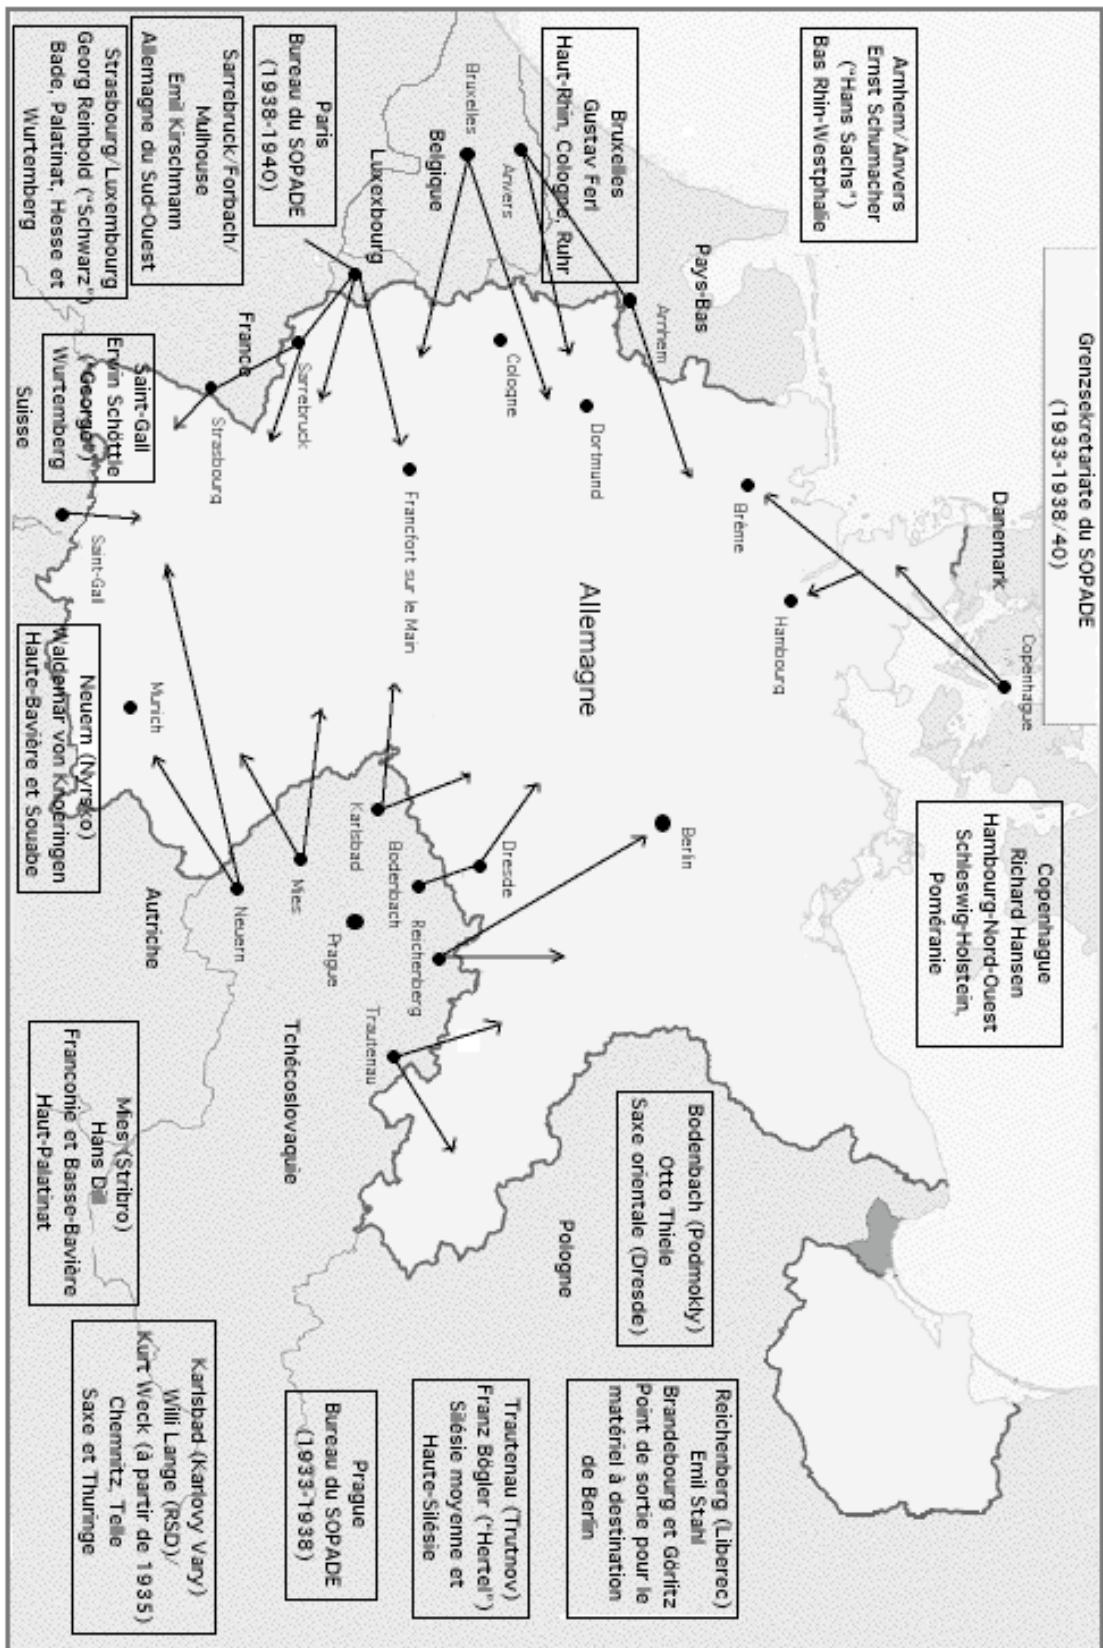 Grenzsekretariate du SOPADE
(1933-1938/40)
Arnhem/Anvers
Ernst Schumacher
("Hans Sachs")
Bas Rhin-Westphalie
Bruxelles
Gustav Ferl
Haut-Rhin, Cologne, Ruhr
Paris
Bureau du SOPADE
(1938-1940)
Sarrebruck/Forbach/
Mulhouse
Emil Kirschmann
Allemagne du Sud-Ouest
Strasbourg/Luxembourg
Georg Reinbold ("Schwarz")
Bade, Palatinat, Hesse et
Wurtemberg
Saint-Gall
Erwin Schöttle
("George")
Wurtemberg
Neuern (Nyrsko)
Waldemar von Knoeringen
Haute-Bavière et Souabe
Copenhague
Richard Hansen
Hambourg-Nord-Ouest
Schleswig-Holstein,
Poméranie
Bodenbach (Podmokly)
Otto Thiele
Saxe orientale (Dresde)
Reichenberg (Liberec)
Emil Stahl
Brandebourg et Görlitz
Point de sortie pour le
matériel à destination
de Berlin
Trautenau (Trutnov)
Franz Bögler ("Hertel")
Silésie moyenne et
Haute-Silésie
Prague
Bureau du SOPADE
(1933-1938)
Mies (Stribro)
Hans Dill
Franconie et Basse-Bavière
Haut-Palatinat
Karlsbad (Karlovy Vary)
Willi Lange (RSD)/
Kurt Weck (à partir de 1935)
Chemnitz, Telle
Saxe et Thuringe
Danemark
Copenhague
Pays-Bas
Arnhem
Brême
Hambourg
Anvers
Bruxelles
Belgique
Luxexbourg
Cologne
Dortmund
Allemagne
Berlin
France
Sarrebruck
Strasbourg
Francfort sur le Main
Suisse
Saint-Gall
Munich
Karlsbad
Bodenbach
Dresde
Reichenberg
Prague
Mies
Neuern
Trautenau
Autriche
Tchécoslovaquie
Pologne